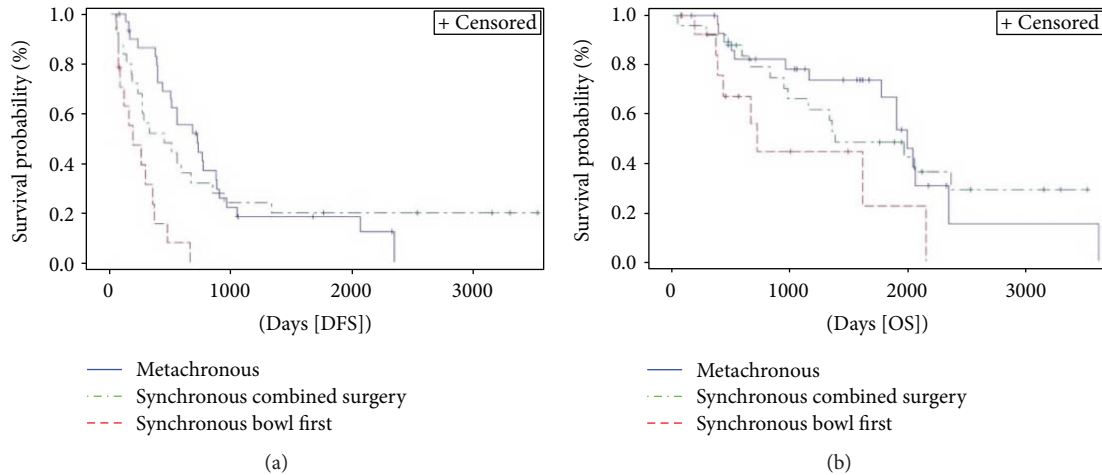 + Censored
1.0
0.8
0.6
0.4
0.2
0.0
Survival probability (%)
0 1000 2000 3000
(Days [DFS])
Metachronous
Synchronous combined surgery
Synchronous bowl first
(a)
+ Censored
1.0
0.8
0.6
0.4
0.2
0.0
Survival probability (%)
0 1000 2000 3000
(Days [OS])
Metachronous
Synchronous combined surgery
Synchronous bowl first
(b)